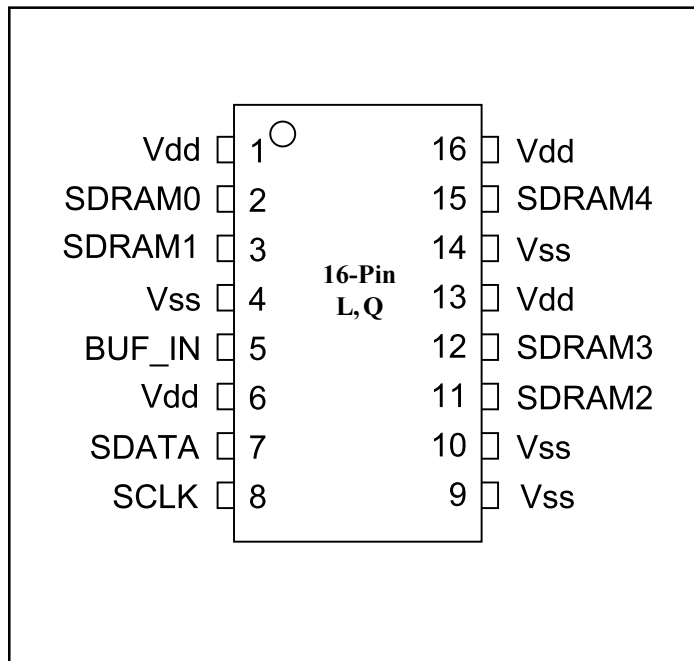 Vdd 1 16 Vdd
SDRAM0 2 15 SDRAM4
SDRAM1 3 14 Vss
16-Pin
Vss 4 13 Vdd
L,Q
BUF_IN 5 12 SDRAM3
Vdd 6 11 SDRAM2
SDATA 7 10 Vss
SCLK 8 9 Vss